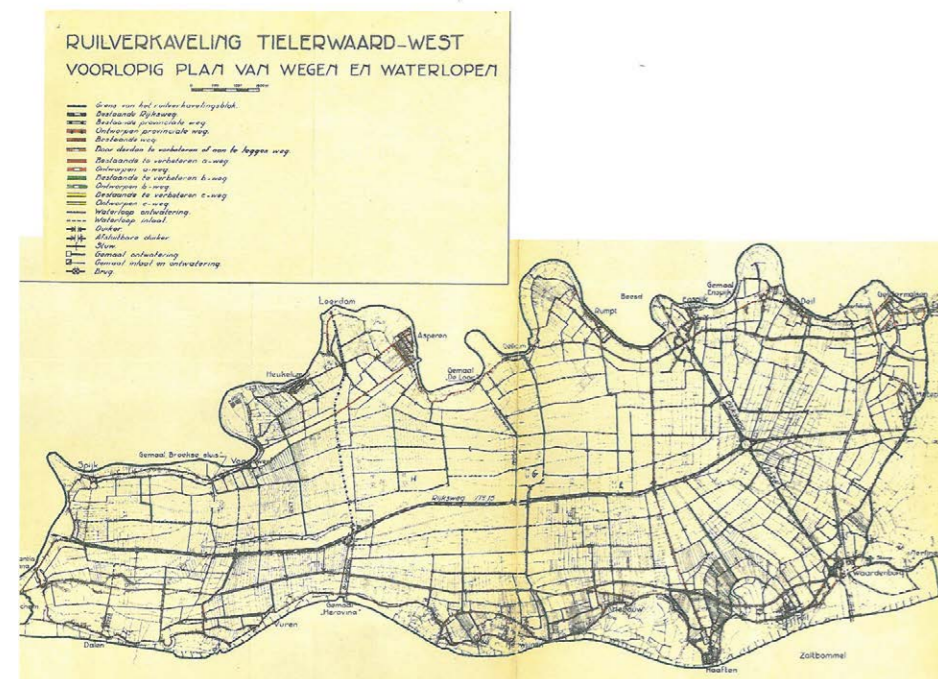 RUILVERKAVELING TIELERWAARD-WEST
VOORLOPIG PLAN VAN WEGEN EN WATERLOPEN
Grens van het ruilverkavelingsblok.
Bestaande Rijksweg.
Bestaande provinciale weg.
Ontworpen provinciale weg.
Bestaande weg.
Door derden te verbeteren of aan te leggen weg.
Bestaande te verbeteren a-weg
Ontworpen a-weg.
Bestaande te verbeteren b-weg
Ontworpen b-weg.
Bestaande te verbeteren c-weg
Ontworpen c-weg
Waterloop ontwatering.
Waterloop inlaat.
Duiker.
Afsluitbare duiker
Stuw.
Gemaal ontwatering
Gemaal inlaat en ontwatering.
Brug.
Leerdam
Asperen
Heukelum
Gemaal
Gemaal Broekse sluis
Spijk
Rumpt
Beesd
Gemaal
Enspijk
Deil
H
G
Rijksweg
Gemaal
"Merovina"
Vuren
Dalem
Haaften
Waardenburg
Zaltbommel